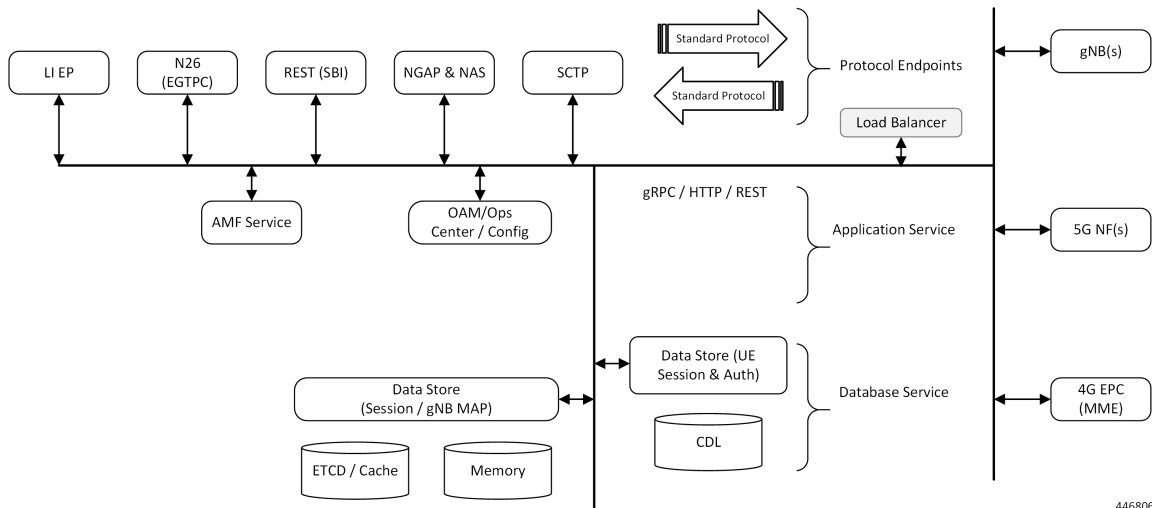 LI EP
N26
(EGTPC)
REST (SBI)
NGAP & NAS
SCTP
Standard Protocol
Standard Protocol
Protocol Endpoints
Load Balancer
gNB(s)
AMF Service
OAM/Ops
Center / Config
gRPC / HTTP / REST
Application Service
5G NF(s)
Data Store (UE
Session & Auth)
Data Store
(Session / gNB MAP)
Database Service
4G EPC
(MME)
ETCD / Cache
Memory
CDL
446806